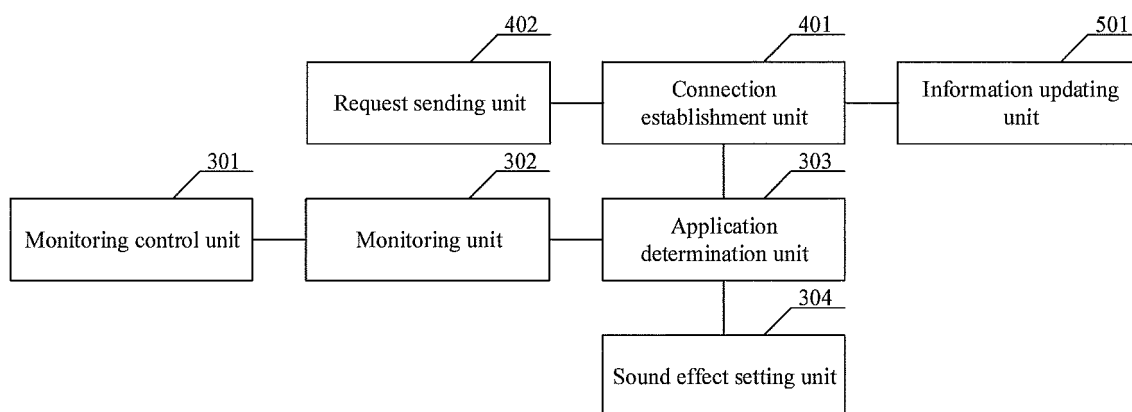 402
401
501
Request sending unit
Connection
establishment unit
Information updating
unit
301
302
303
Monitoring control unit
Monitoring unit
Application
determination unit
304
Sound effect setting unit